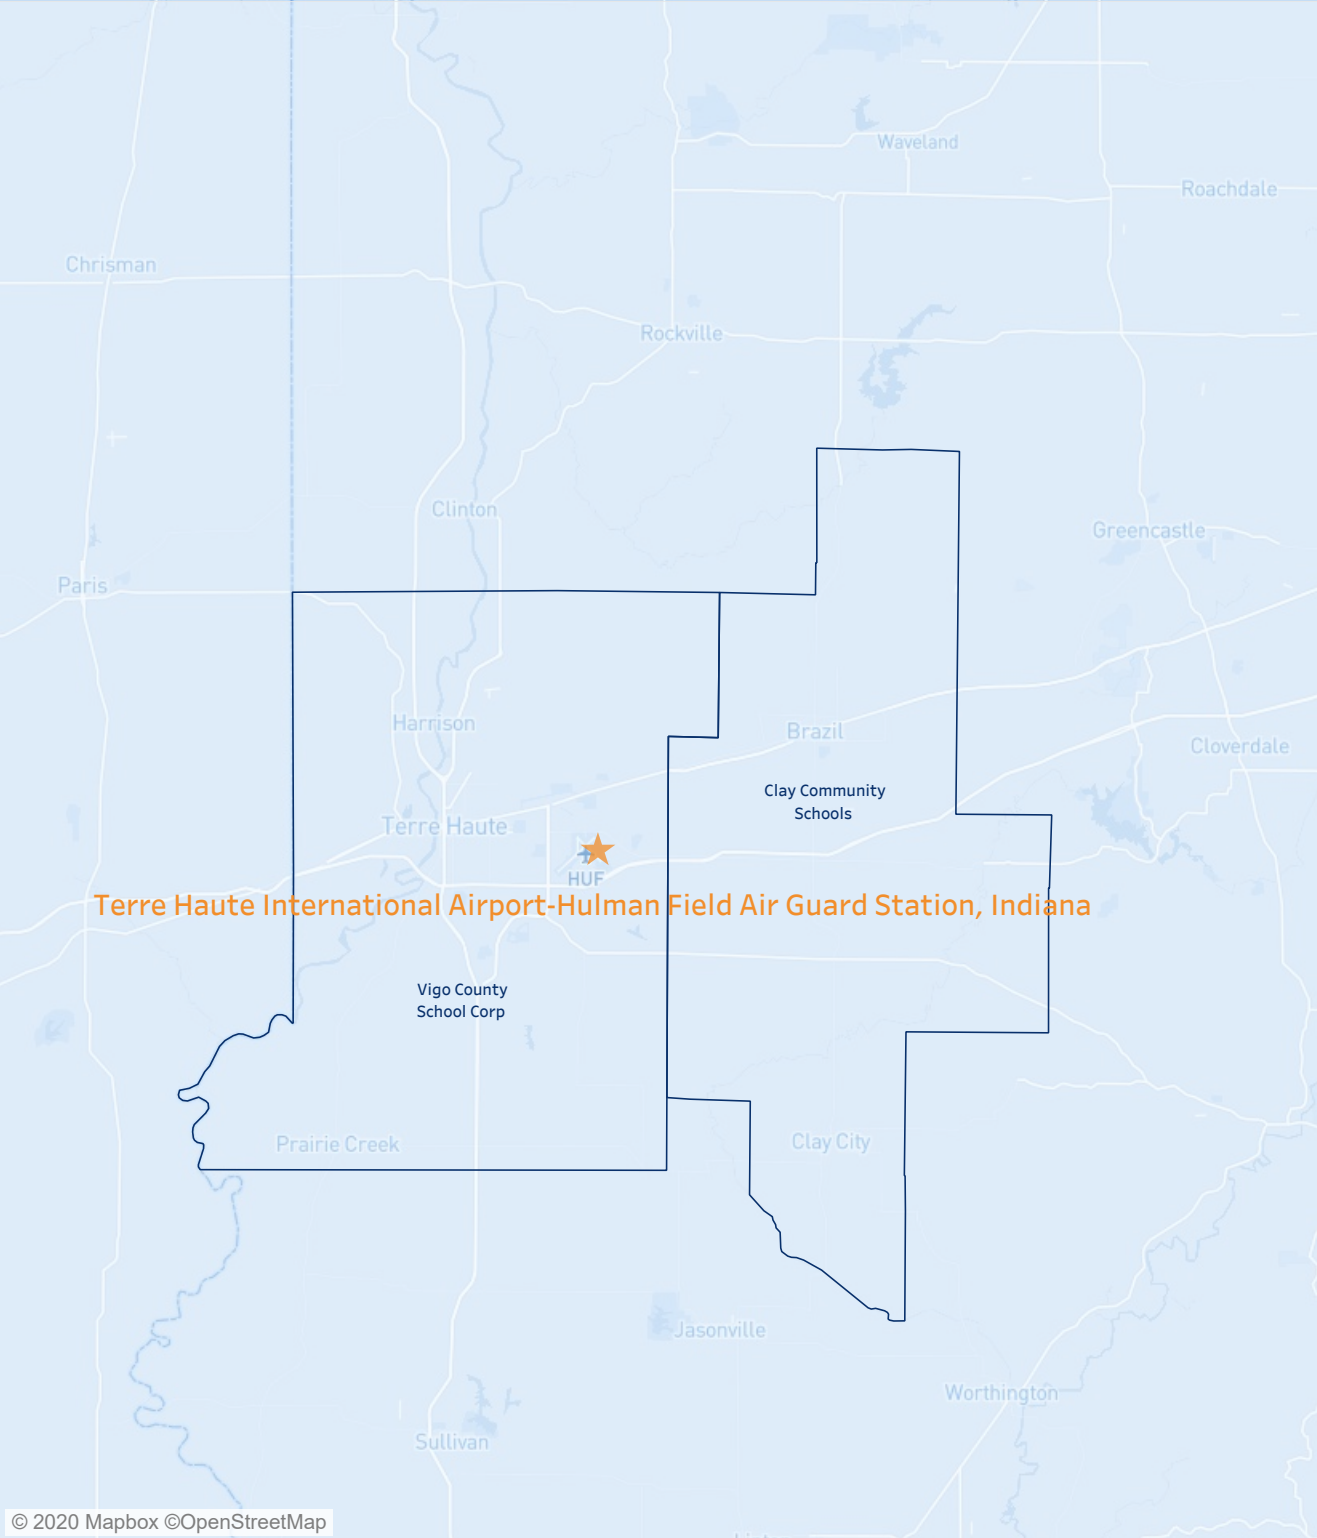 Waveland
Roachdale
Chrisman
Rockville
Clinton
Greencastle
Paris
Harrison
Brazil
Cloverdale
Clay Community
Schools
Terre Haute
HUF
Terre Haute International Airport-Hulman Field Air Guard Station, Indiana
Vigo County
School Corp
Prairie Creek
Clay City
Jasonville
Worthington
Sullivan
© 2020 Mapbox ©OpenStreetMap